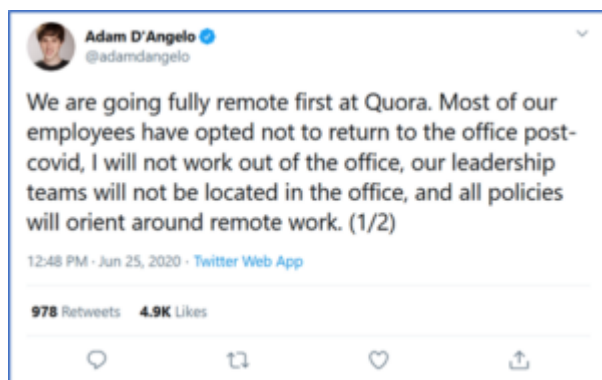 Adam D'Angelo
@adamdangelo
We are going fully remote first at Quora. Most of our
employees have opted not to return to the office post-
covid, I will not work out of the office, our leadership
teams will not be located in the office, and all policies
will orient around remote work. (1/2)
12:48 PM · Jun 25, 2020 · Twitter Web App
978 Retweets 4.9K Likes